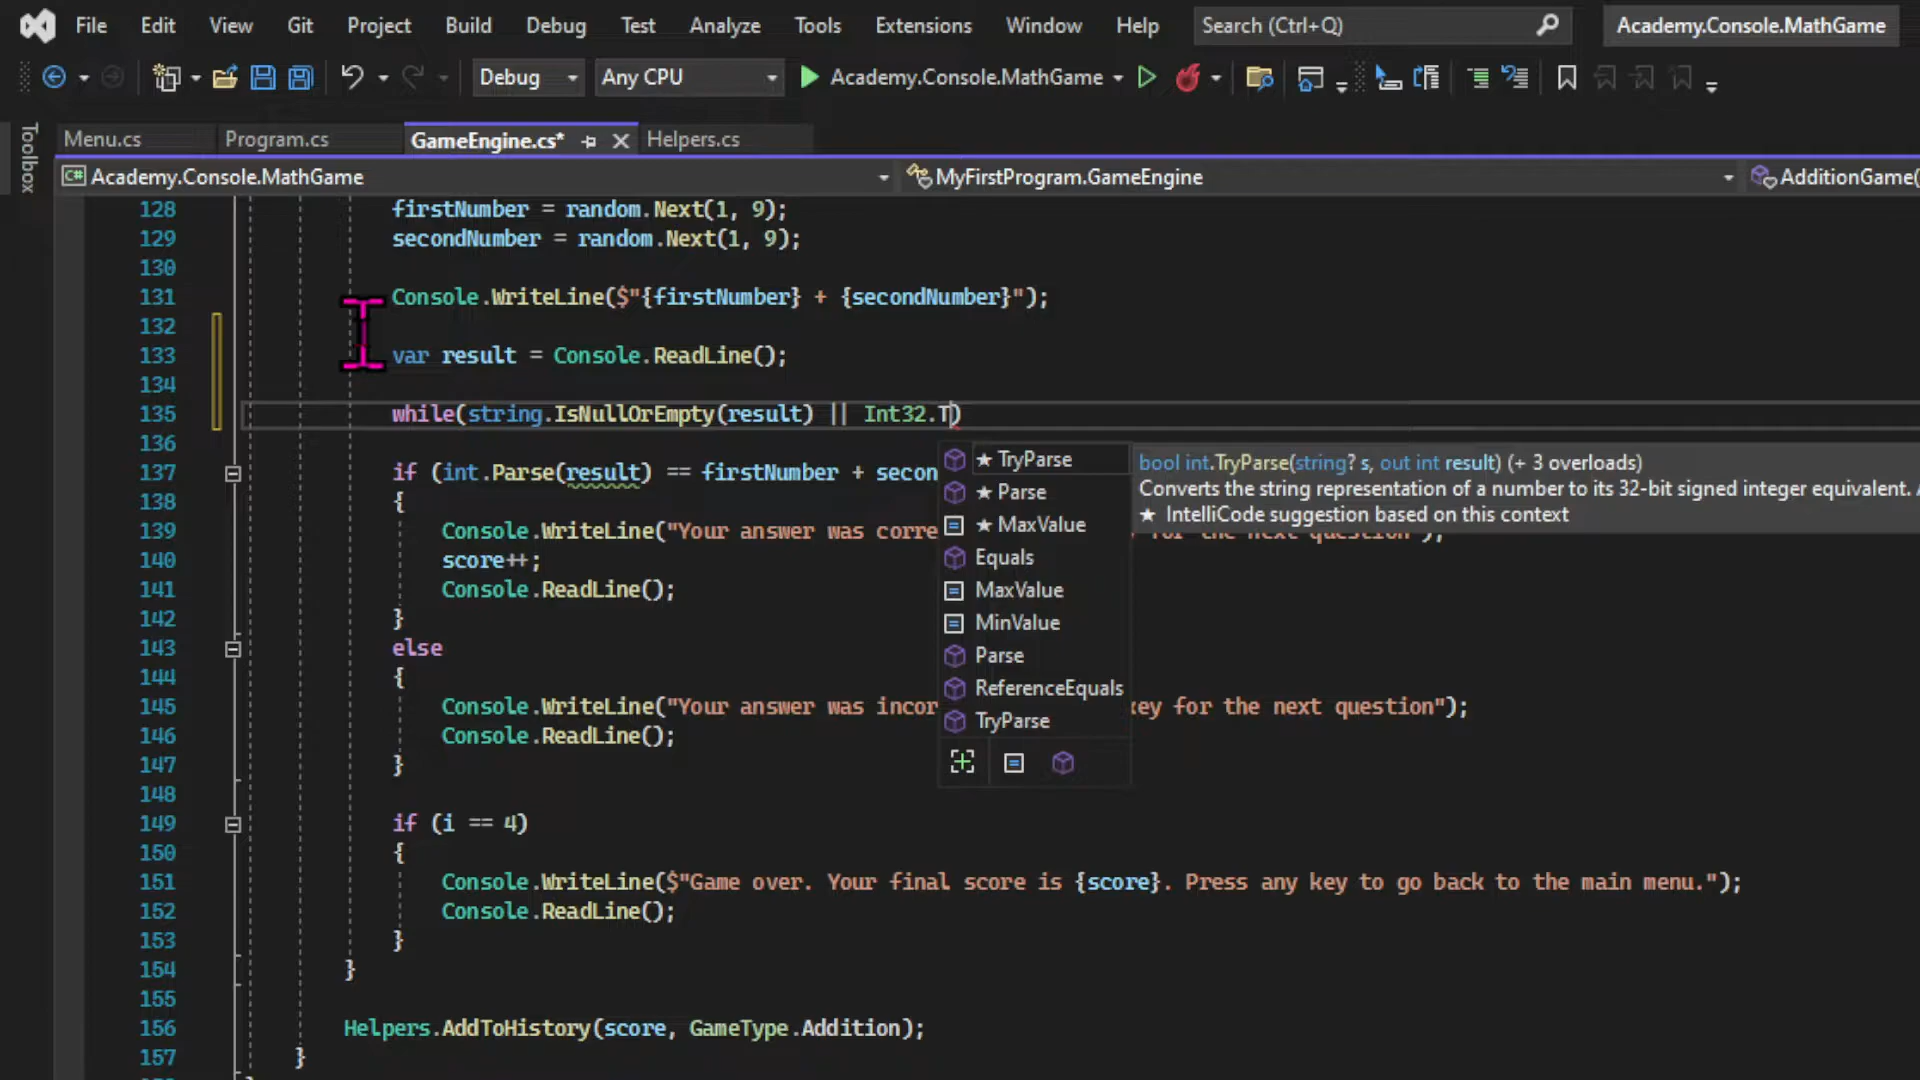 File Edit View Git Project Build Debug Test Analyze Tools Extensions Window Help Search (Ctrl+Q) Academy.Console.MathGame
Debug Any CPU Academy.Console.MathGame
Toolbox
Menu.cs Program.cs GameEngine.cs* Helpers.cs
C# Academy.Console.MathGame MyFirstProgram.GameEngine AdditionGame(
128 firstNumber = random.Next(1, 9);
129 secondNumber = random.Next(1, 9);
130
131 Console.WriteLine($"{firstNumber} + {secondNumber}");
132
133 var result = Console.ReadLine();
134
135 while(string.IsNullOrEmpty(result) || Int32.T)
136
137 if (int.Parse(result) == firstNumber + secon
138 {
139 Console.WriteLine("Your answer was corre for the next question");
140 score++;
141 Console.ReadLine();
142 }
143 else
144 {
145 Console.WriteLine("Your answer was incor key for the next question");
146 Console.ReadLine();
147 }
148
149 if (i == 4)
150 {
151 Console.WriteLine($"Game over. Your final score is {score}. Press any key to go back to the main menu.");
152 Console.ReadLine();
153 }
154 }
155
156 Helpers.AddToHistory(score, GameType.Addition);
157 }
★ TryParse
★ Parse
★ MaxValue
Equals
MaxValue
MinValue
Parse
ReferenceEquals
TryParse
bool int.TryParse(string? s, out int result) (+ 3 overloads)
Converts the string representation of a number to its 32-bit signed integer equivalent.
★ IntelliCode suggestion based on this context